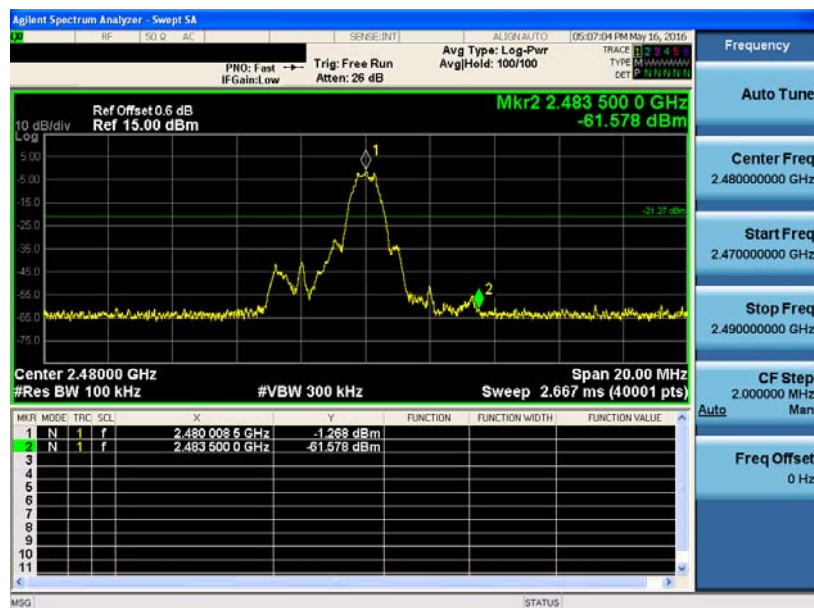 Agilent Spectrum Analyzer - Swept SA
RF 50 Ω AC SENSE:INT ALIGN AUTO 05:07:04 PM May 16, 2016
PNO: Fast Trig: Free Run Avg Type: Log-Pwr TRACE 1 2 3 4 5 6
IFGain:Low Atten: 26 dB Avg|Hold: 100/100 TYPE M
DET P N N N N N
Ref Offset 0.6 dB Mkr2 2.483 500 0 GHz
10 dB/div Ref 15.00 dBm -61.578 dBm
Log
5.00
-5.00
-15.0
-25.0
-35.0
-45.0
-55.0
-65.0
-75.0
1
-21.27 dBm
2
Center 2.48000 GHz Span 20.00 MHz
#Res BW 100 kHz #VBW 300 kHz Sweep 2.667 ms (40001 pts)
MKR MODE TRC SCL X Y FUNCTION FUNCTION WIDTH FUNCTION VALUE
1 N 1 f 2.480 008 5 GHz -1.268 dBm
2 N 1 f 2.483 500 0 GHz -61.578 dBm
3
4
5
6
7
8
9
10
11
MSG STATUS
Frequency
Auto Tune
Center Freq
2.480000000 GHz
Start Freq
2.470000000 GHz
Stop Freq
2.490000000 GHz
CF Step
2.000000 MHz
Auto Man
Freq Offset
0 Hz